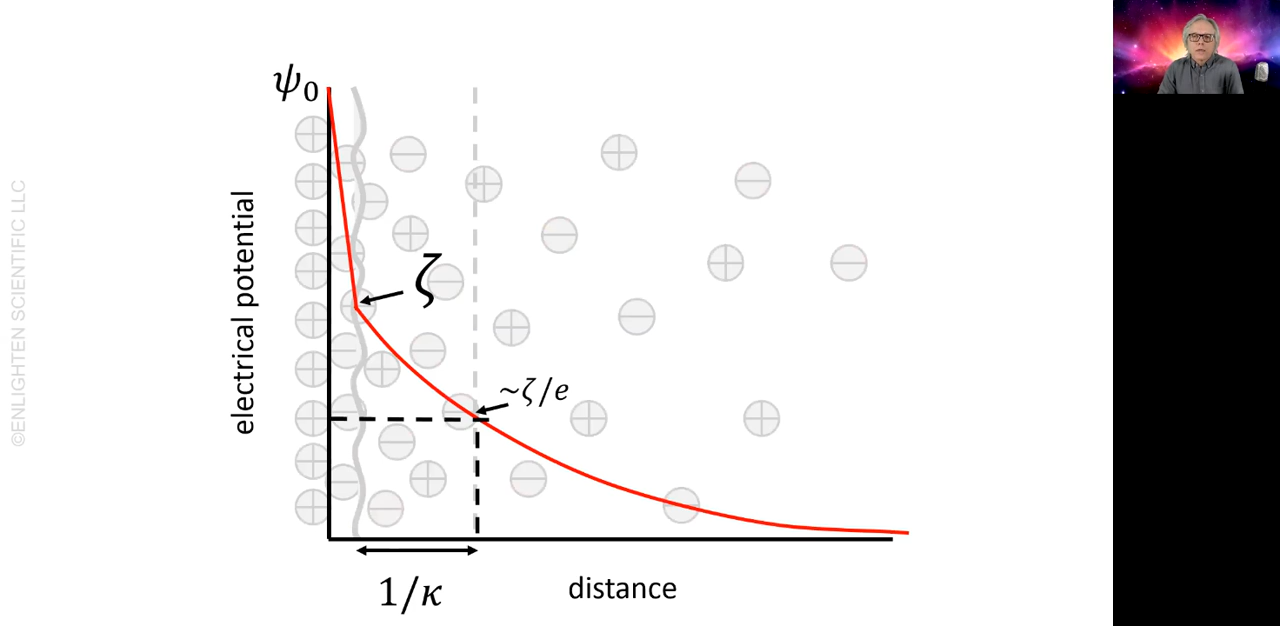 ©ENLIGHTEN SCIENTIFIC LLC
ψ₀
electrical potential
ζ
~ζ/e
1/κ
distance